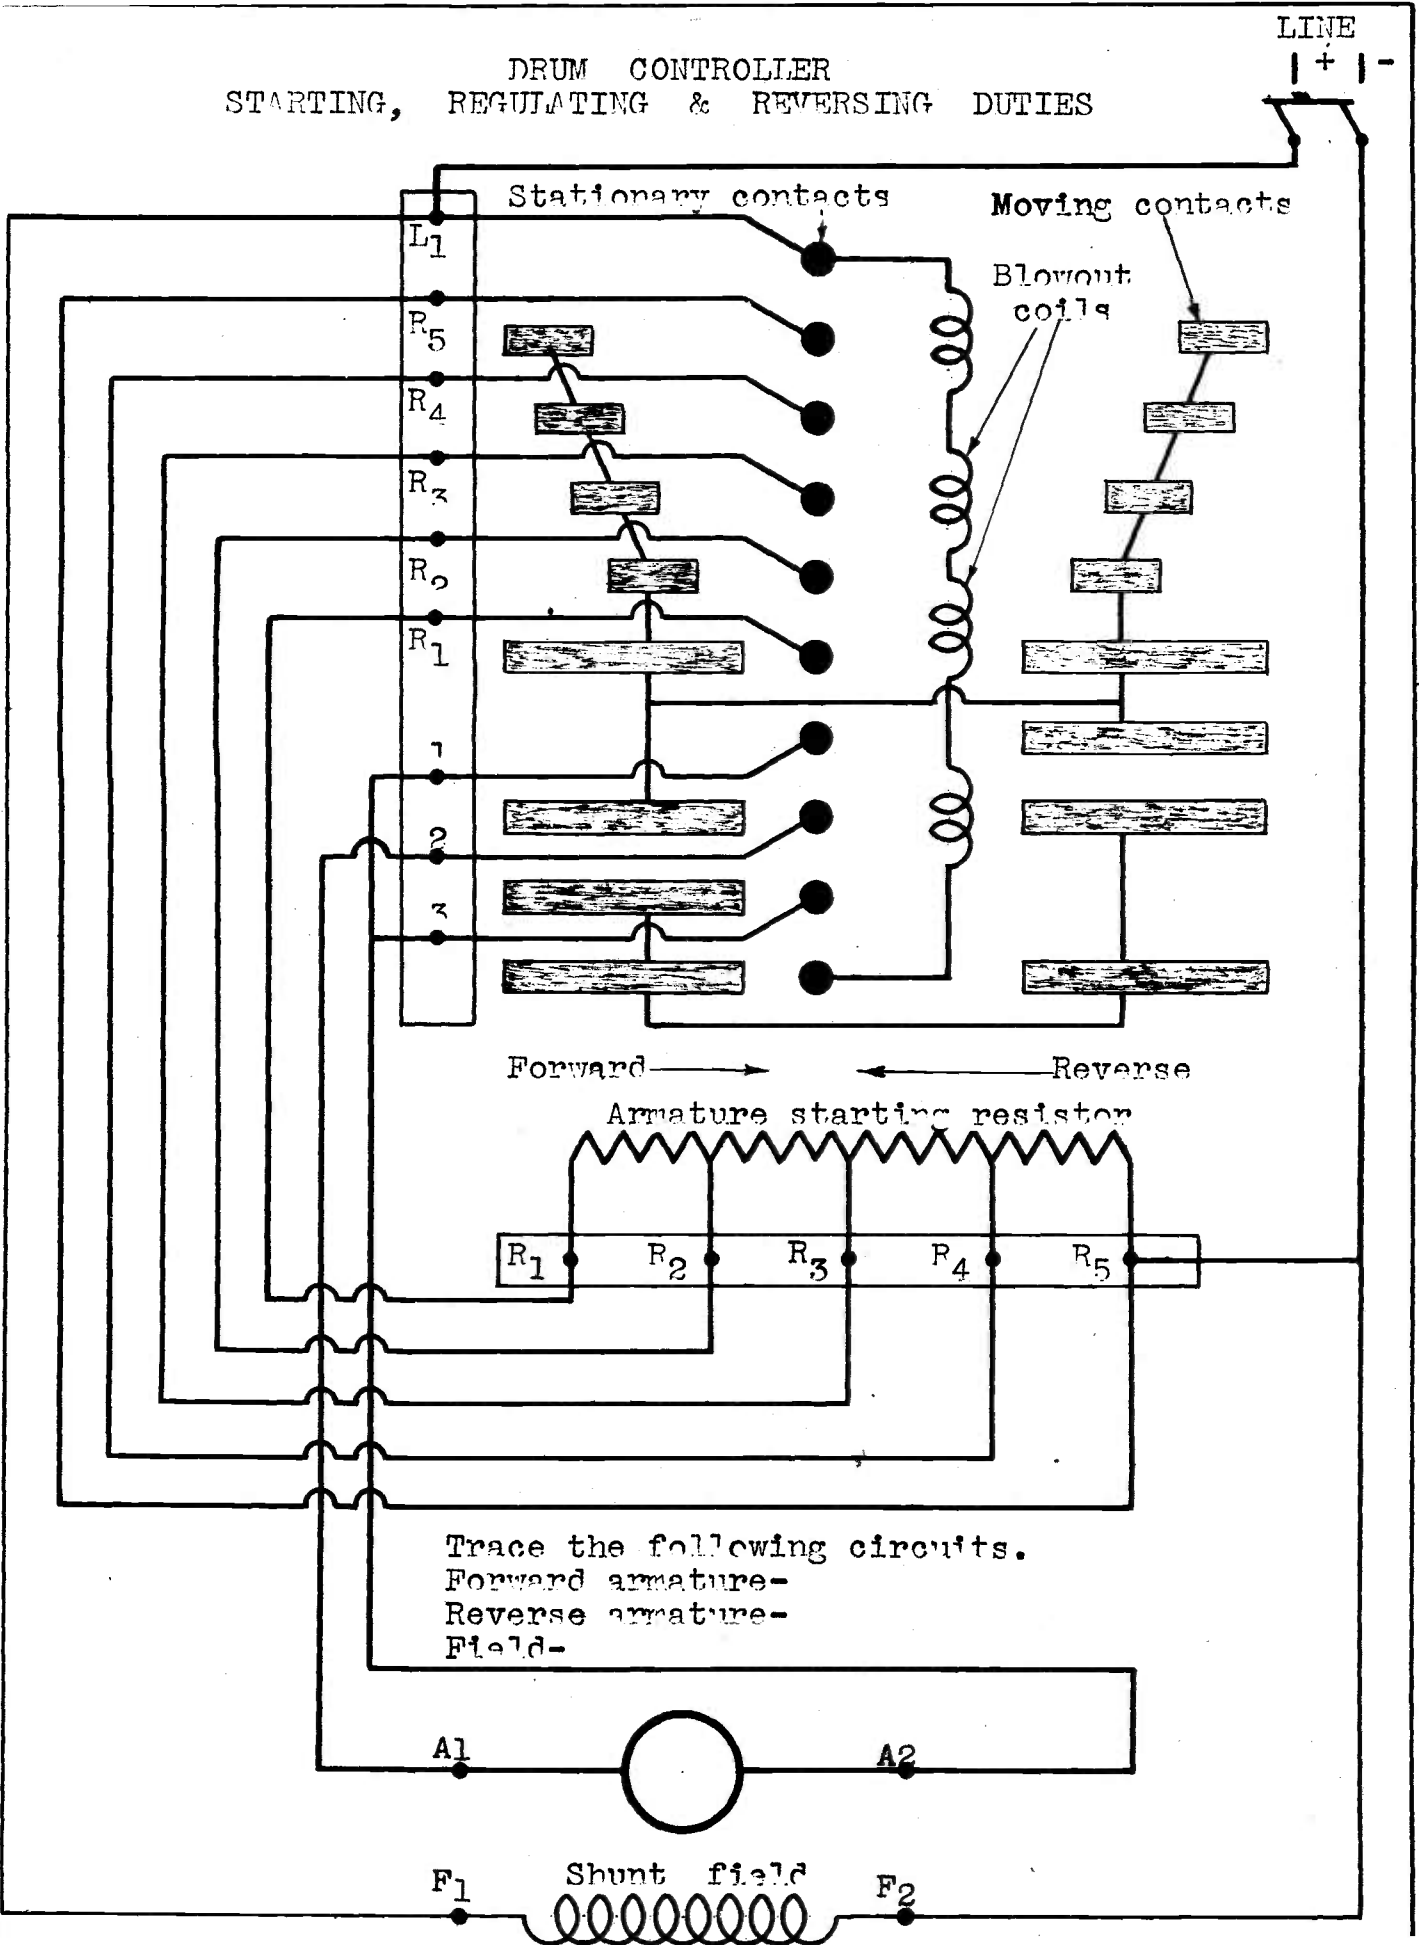 LINE
DRUM CONTROLLER
+ -
STARTING, REGULATING & REVERSING DUTIES
Stationary contacts
Moving contacts
L1
Blowout
coils
R5
R4
R3
R2
R1
1
2
3
Forward
Reverse
Armature starting resistor
R1 R2 R3 R4 R5
Trace the following circuits.
Forward armature-
Reverse armature-
Field-
A1 A2
Shunt field
F1 F2